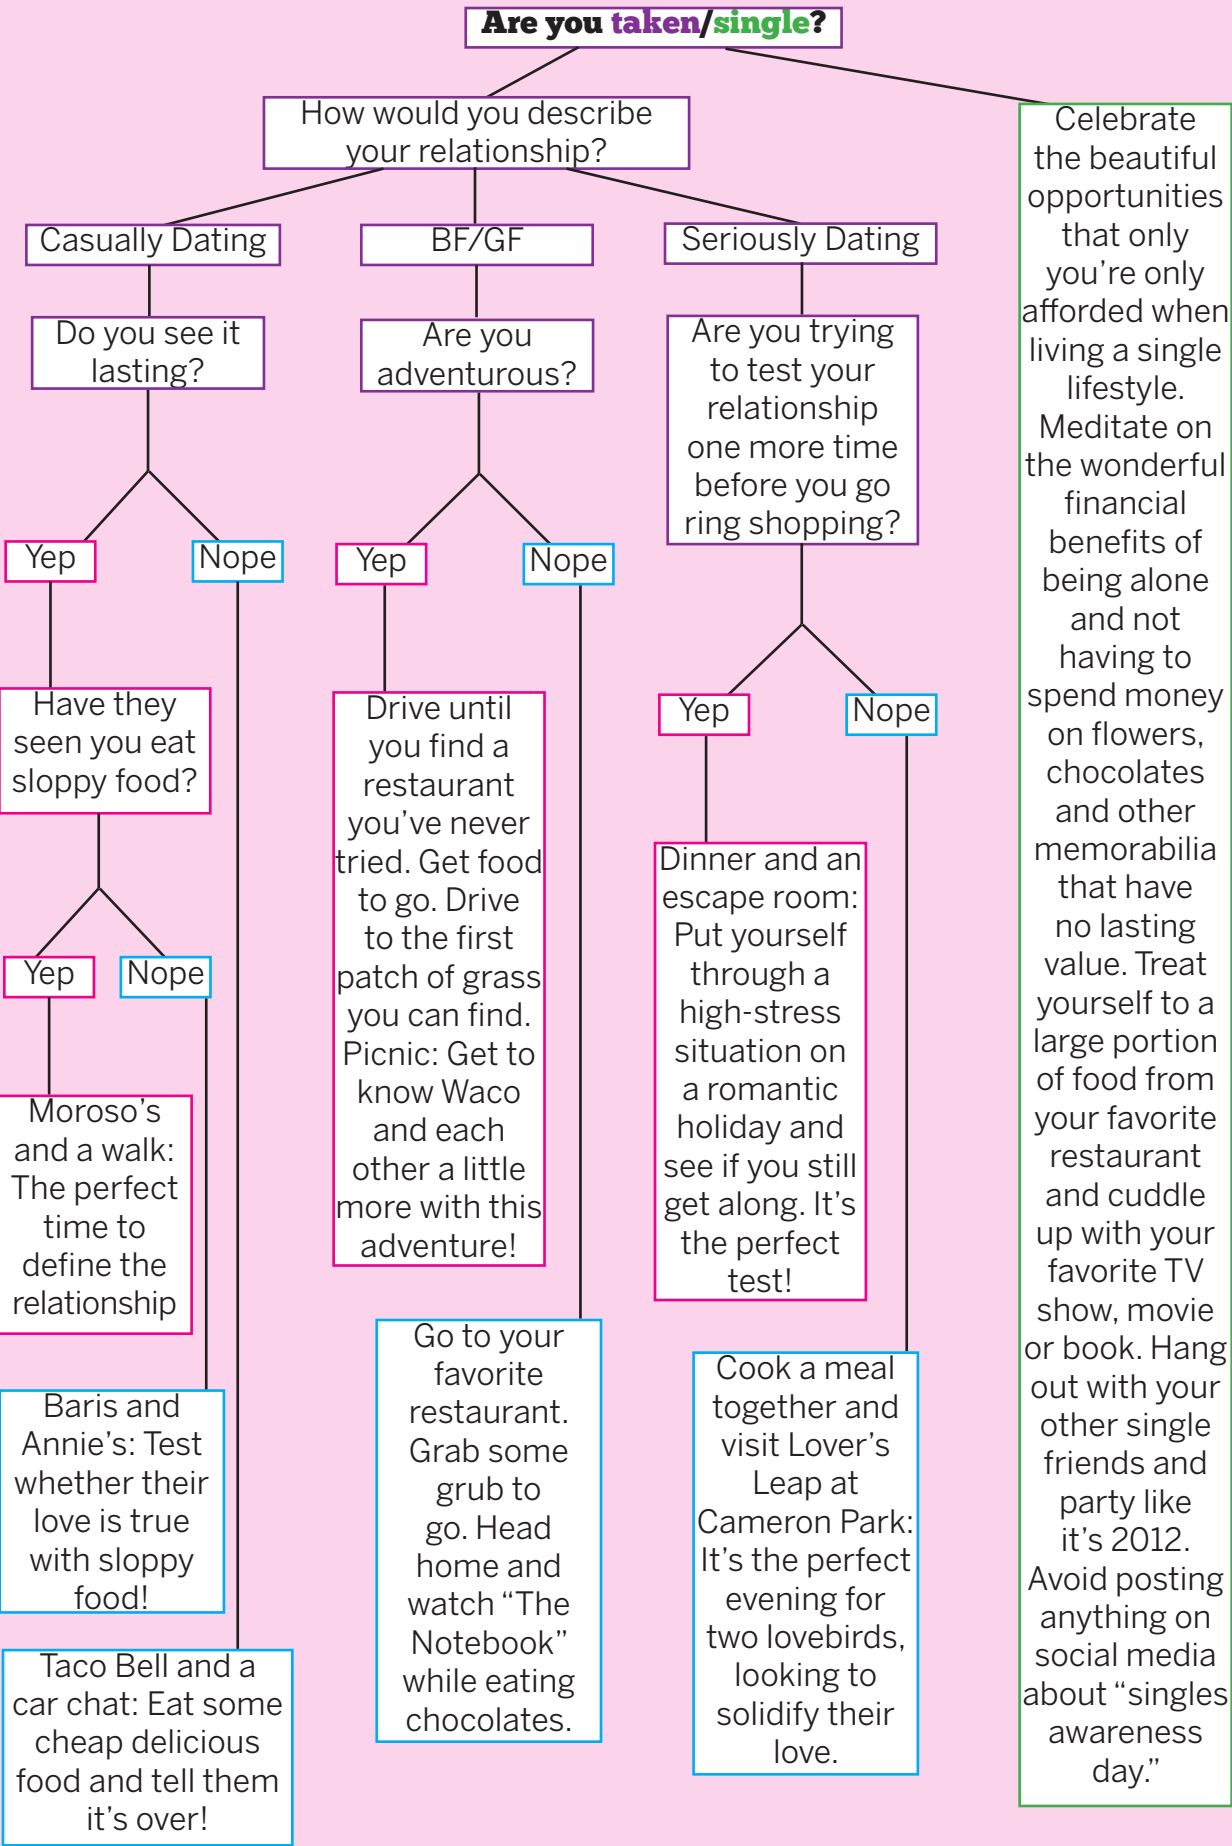 Are you taken/single?
How would you describe
your relationship?
Casually Dating
BF/GF
Seriously Dating
Do you see it
lasting?
Are you
adventurous?
Are you trying
to test your
relationship
one more time
before you go
ring shopping?
Yep
Nope
Yep
Nope
Yep
Nope
Have they
seen you eat
sloppy food?
Yep
Nope
Moroso's
and a walk:
The perfect
time to
define the
relationship
Baris and
Annie's: Test
whether their
love is true
with sloppy
food!
Taco Bell and a
car chat: Eat some
cheap delicious
food and tell them
it's over!
Drive until
you find a
restaurant
you've never
tried. Get food
to go. Drive
to the first
patch of grass
you can find.
Picnic: Get to
know Waco
and each
other a little
more with this
adventure!
Go to your
favorite
restaurant.
Grab some
grub to
go. Head
home and
watch “The
Notebook”
while eating
chocolates.
Dinner and an
escape room:
Put yourself
through a
high-stress
situation on
a romantic
holiday and
see if you still
get along. It's
the perfect
test!
Cook a meal
together and
visit Lover's
Leap at
Cameron Park:
It's the perfect
evening for
two lovebirds,
looking to
solidify their
love.
Celebrate
the beautiful
opportunities
that only
you're only
afforded when
living a single
lifestyle.
Meditate on
the wonderful
financial
benefits of
being alone
and not
having to
spend money
on flowers,
chocolates
and other
memorabilia
that have
no lasting
value. Treat
yourself to a
large portion
of food from
your favorite
restaurant
and cuddle
up with your
favorite TV
show, movie
or book. Hang
out with your
other single
friends and
party like
it's 2012.
Avoid posting
anything on
social media
about “singles
awareness
day.”